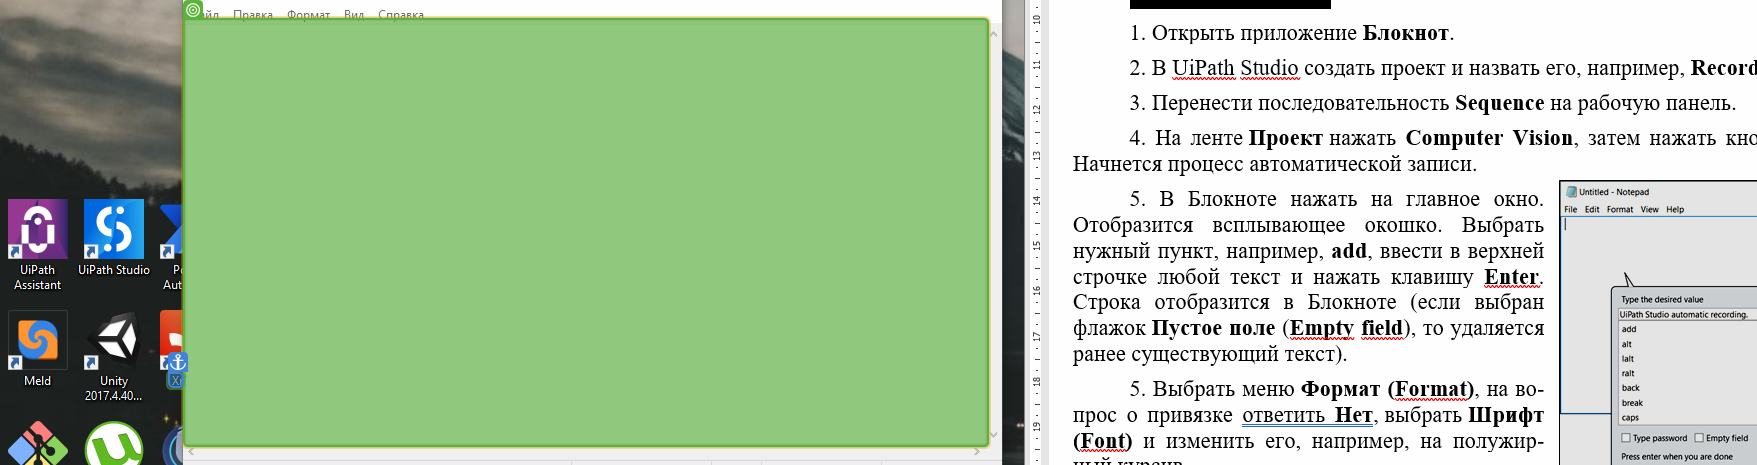 Правка Формат Вид Справка
UiPath Assistant
UiPath Studio
Meld
Unity 2017.4.40...
10
11
12
13
14
15
16
17
18
19
1. Открыть приложение Блокнот.
2. В UiPath Studio создать проект и назвать его, например, Record
3. Перенести последовательность Sequence на рабочую панель.
4. На ленте Проект нажать Computer Vision, затем нажать кно
Начнется процесс автоматической записи.
5. В Блокноте нажать на главное окно.
Отобразится всплывающее окошко. Выбрать
нужный пункт, например, add, ввести в верхней
строчке любой текст и нажать клавишу Enter.
Строка отобразится в Блокноте (если выбран
флажок Пустое поле (Empty field), то удаляется
ранее существующий текст).
5. Выбрать меню Формат (Format), на во-
прос о привязке ответить Нет, выбрать Шрифт
(Font) и изменить его, например, на полужир-
ный курсив
Untitled - Notepad
File Edit Format View Help
Type the desired value
UiPath Studio automatic recording.
add
alt
lalt
ralt
back
break
caps
Type password Empty field
Press enter when you are done